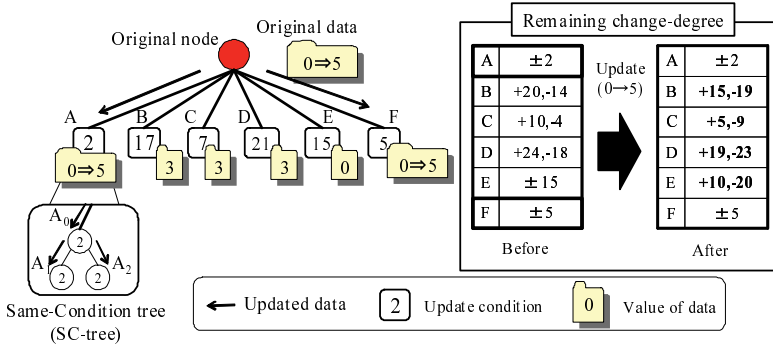 Original node
Original data
0⇒5
A
B
C
D
E
F
2
17
7
21
15
5
0⇒5
3
3
3
0
0⇒5
A0
2
A1
A2
2
2
Same-Condition tree
(SC-tree)
Remaining change-degree
A ±2
B +20,-14
C +10,-4
D +24,-18
E ±15
F ±5
Before
Update
(0→5)
A ±2
B +15,-19
C +5,-9
D +19,-23
E +10,-20
F ±5
After
Updated data
2 Update condition
0 Value of data